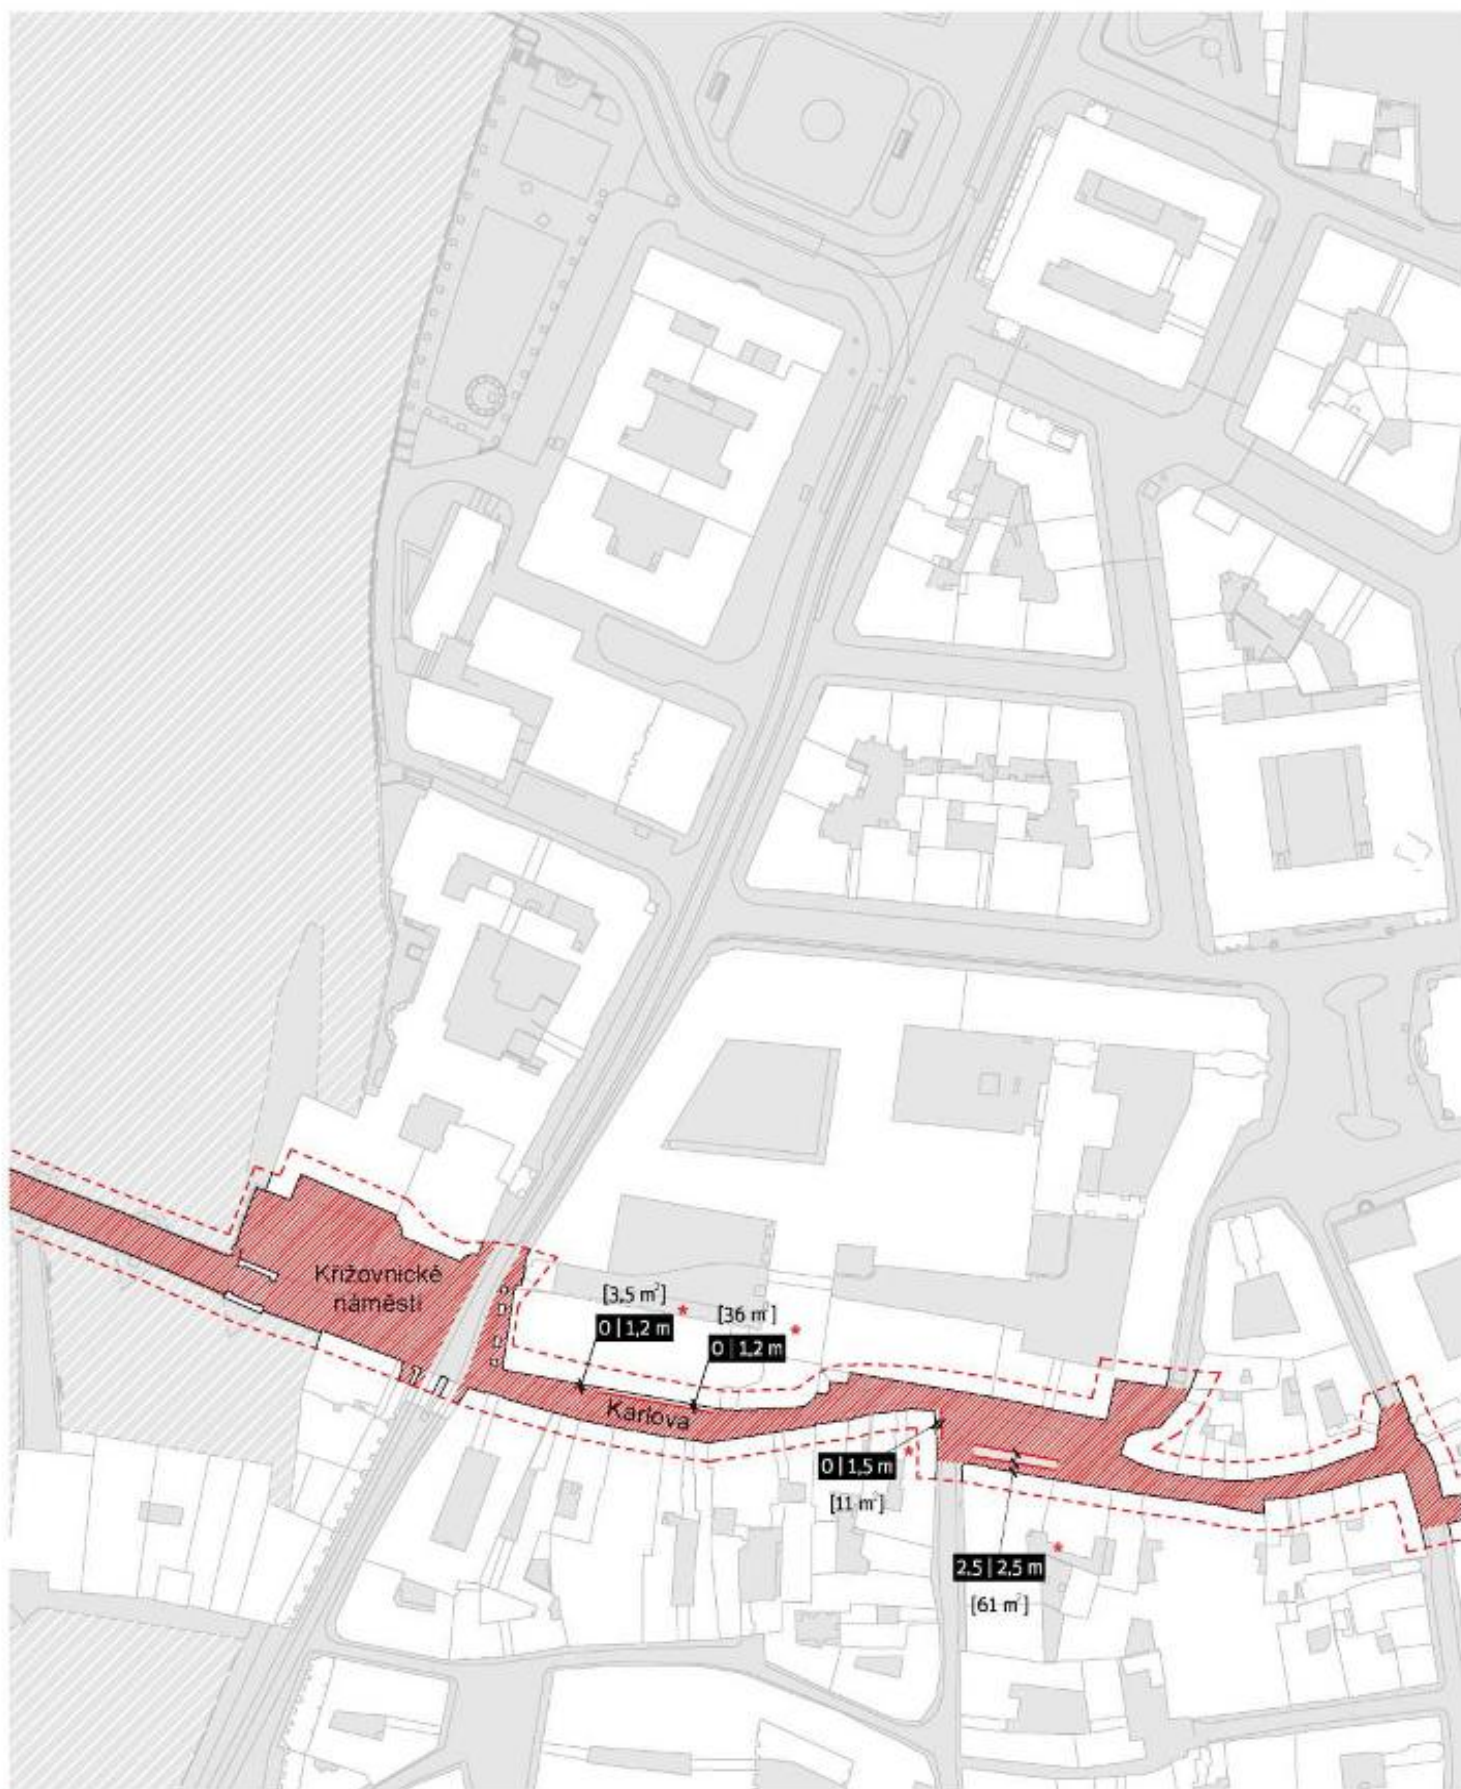 Křižovnické
náměstí
[3,5 m²]
*
0 | 1,2 m
[36 m²]
*
0 | 1,2 m
Karlova
*
0 | 1,5 m
[11 m²]
*
2,5 | 2,5 m
[61 m²]